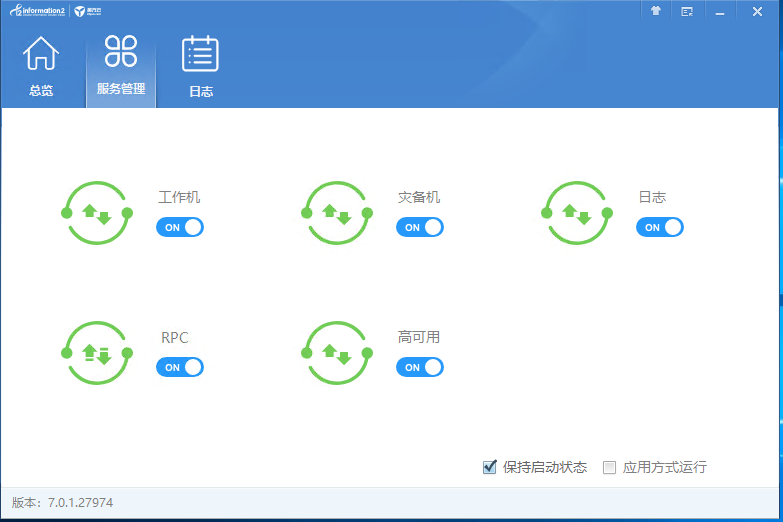 information2 英方云
总览
服务管理
日志
工作机
ON
灾备机
ON
日志
ON
RPC
ON
高可用
ON
保持启动状态
应用方式运行
版本: 7.0.1.27974